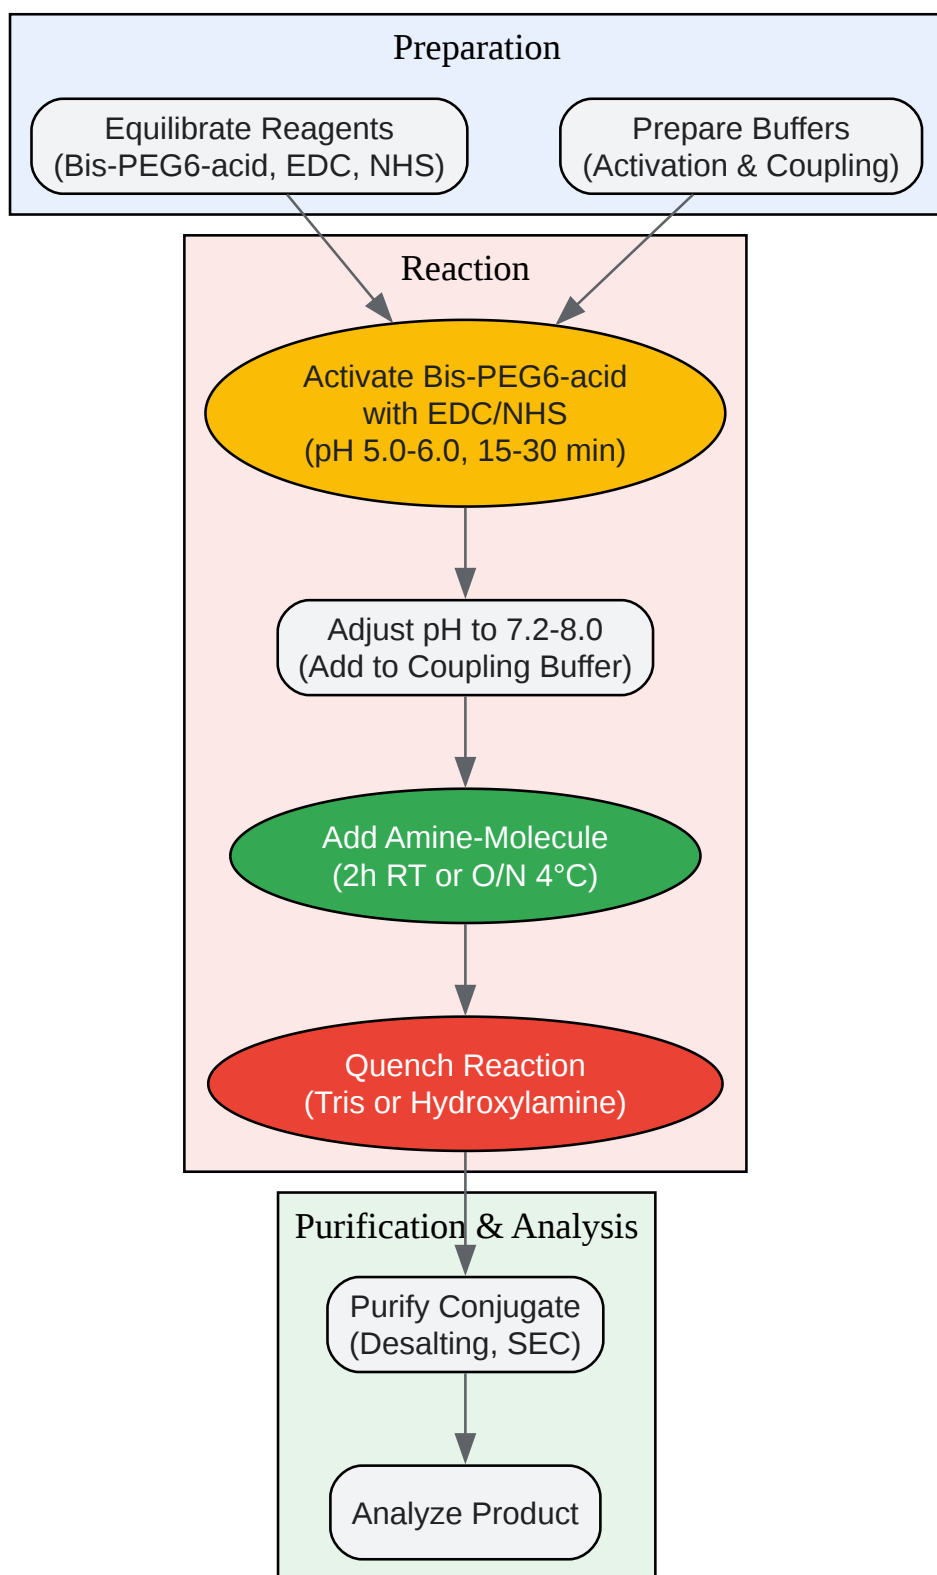 Preparation
Equilibrate Reagents
(Bis-PEG6-acid, EDC, NHS)
Prepare Buffers
(Activation & Coupling)
Reaction
Activate Bis-PEG6-acid
with EDC/NHS
(pH 5.0-6.0, 15-30 min)
Adjust pH to 7.2-8.0
(Add to Coupling Buffer)
Add Amine-Molecule
(2h RT or O/N 4°C)
Quench Reaction
(Tris or Hydroxylamine)
Purification & Analysis
Purify Conjugate
(Desalting, SEC)
Analyze Product